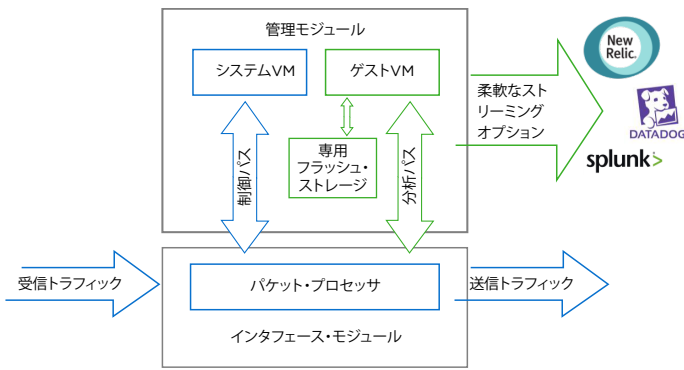 管理モジュール
システムVM
ゲストVM
制御パス
専用
フラッシュ・
ストレージ
分析パス
柔軟なスト
リーミング
オプション
New
Relic.
DATADOG
splunk>
受信トラフィック
パケット・プロセッサ
送信トラフィック
インタフェース・モジュール